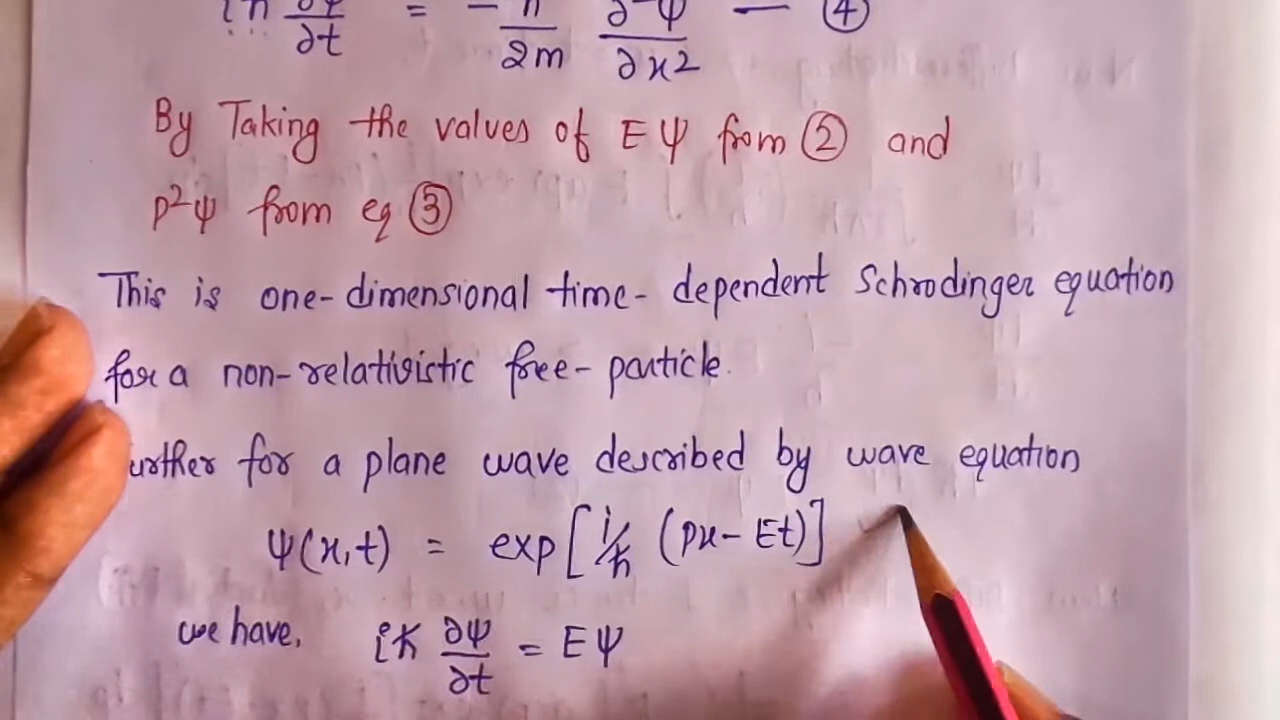 iħ ∂ψ/∂t = - ħ/2m ∂²ψ/∂x² — ④
By Taking the values of Eψ from ② and
p²ψ from eq ③
This is one-dimensional time-dependent Schrodinger equation
for a non-relativistic free-particle.
urther for a plane wave described by wave equation
ψ(x,t) = exp[i/ħ (px-Et)]
we have, iħ ∂ψ/∂t = Eψ